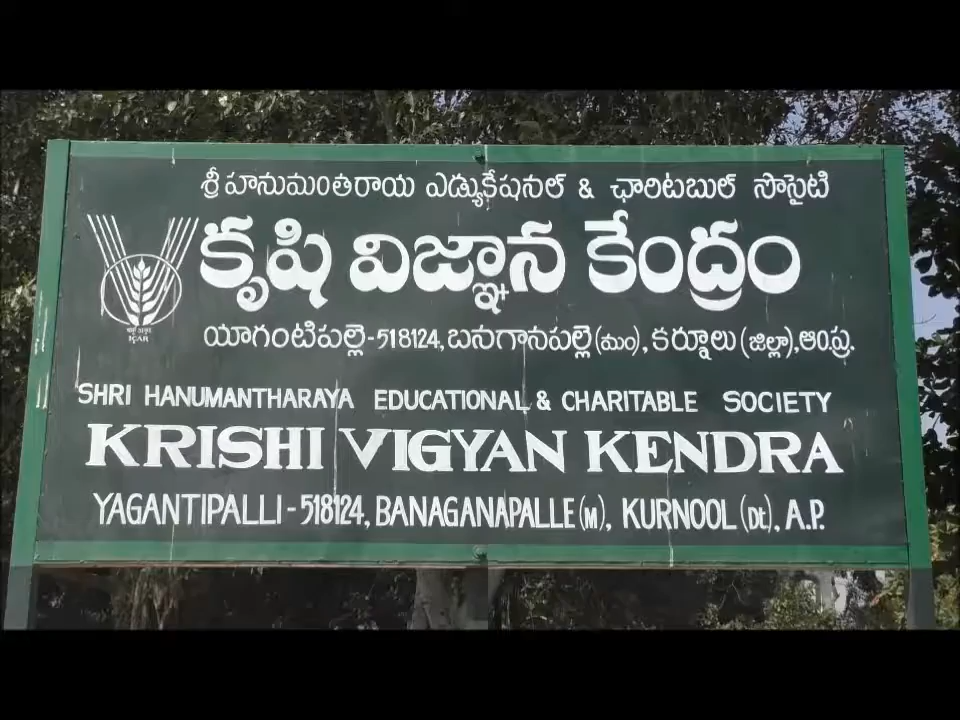 శ్రీ హనుమంతరాయ ఎడ్యుకేషనల్ & ఛారిటబుల్ సొసైటి
కృషి విజ్ఞాన కేంద్రం
ICAR
యాగంటిపల్లె-518124, బనగానపల్లె(మం), కర్నూలు(జిల్లా),ఆం.ప్ర.
SHRI HANUMANTHARAYA EDUCATIONAL & CHARITABLE SOCIETY
KRISHI VIGYAN KENDRA
YAGANTIPALLI-518124, BANAGANAPALLE(M), KURNOOL(Dt), A.P.